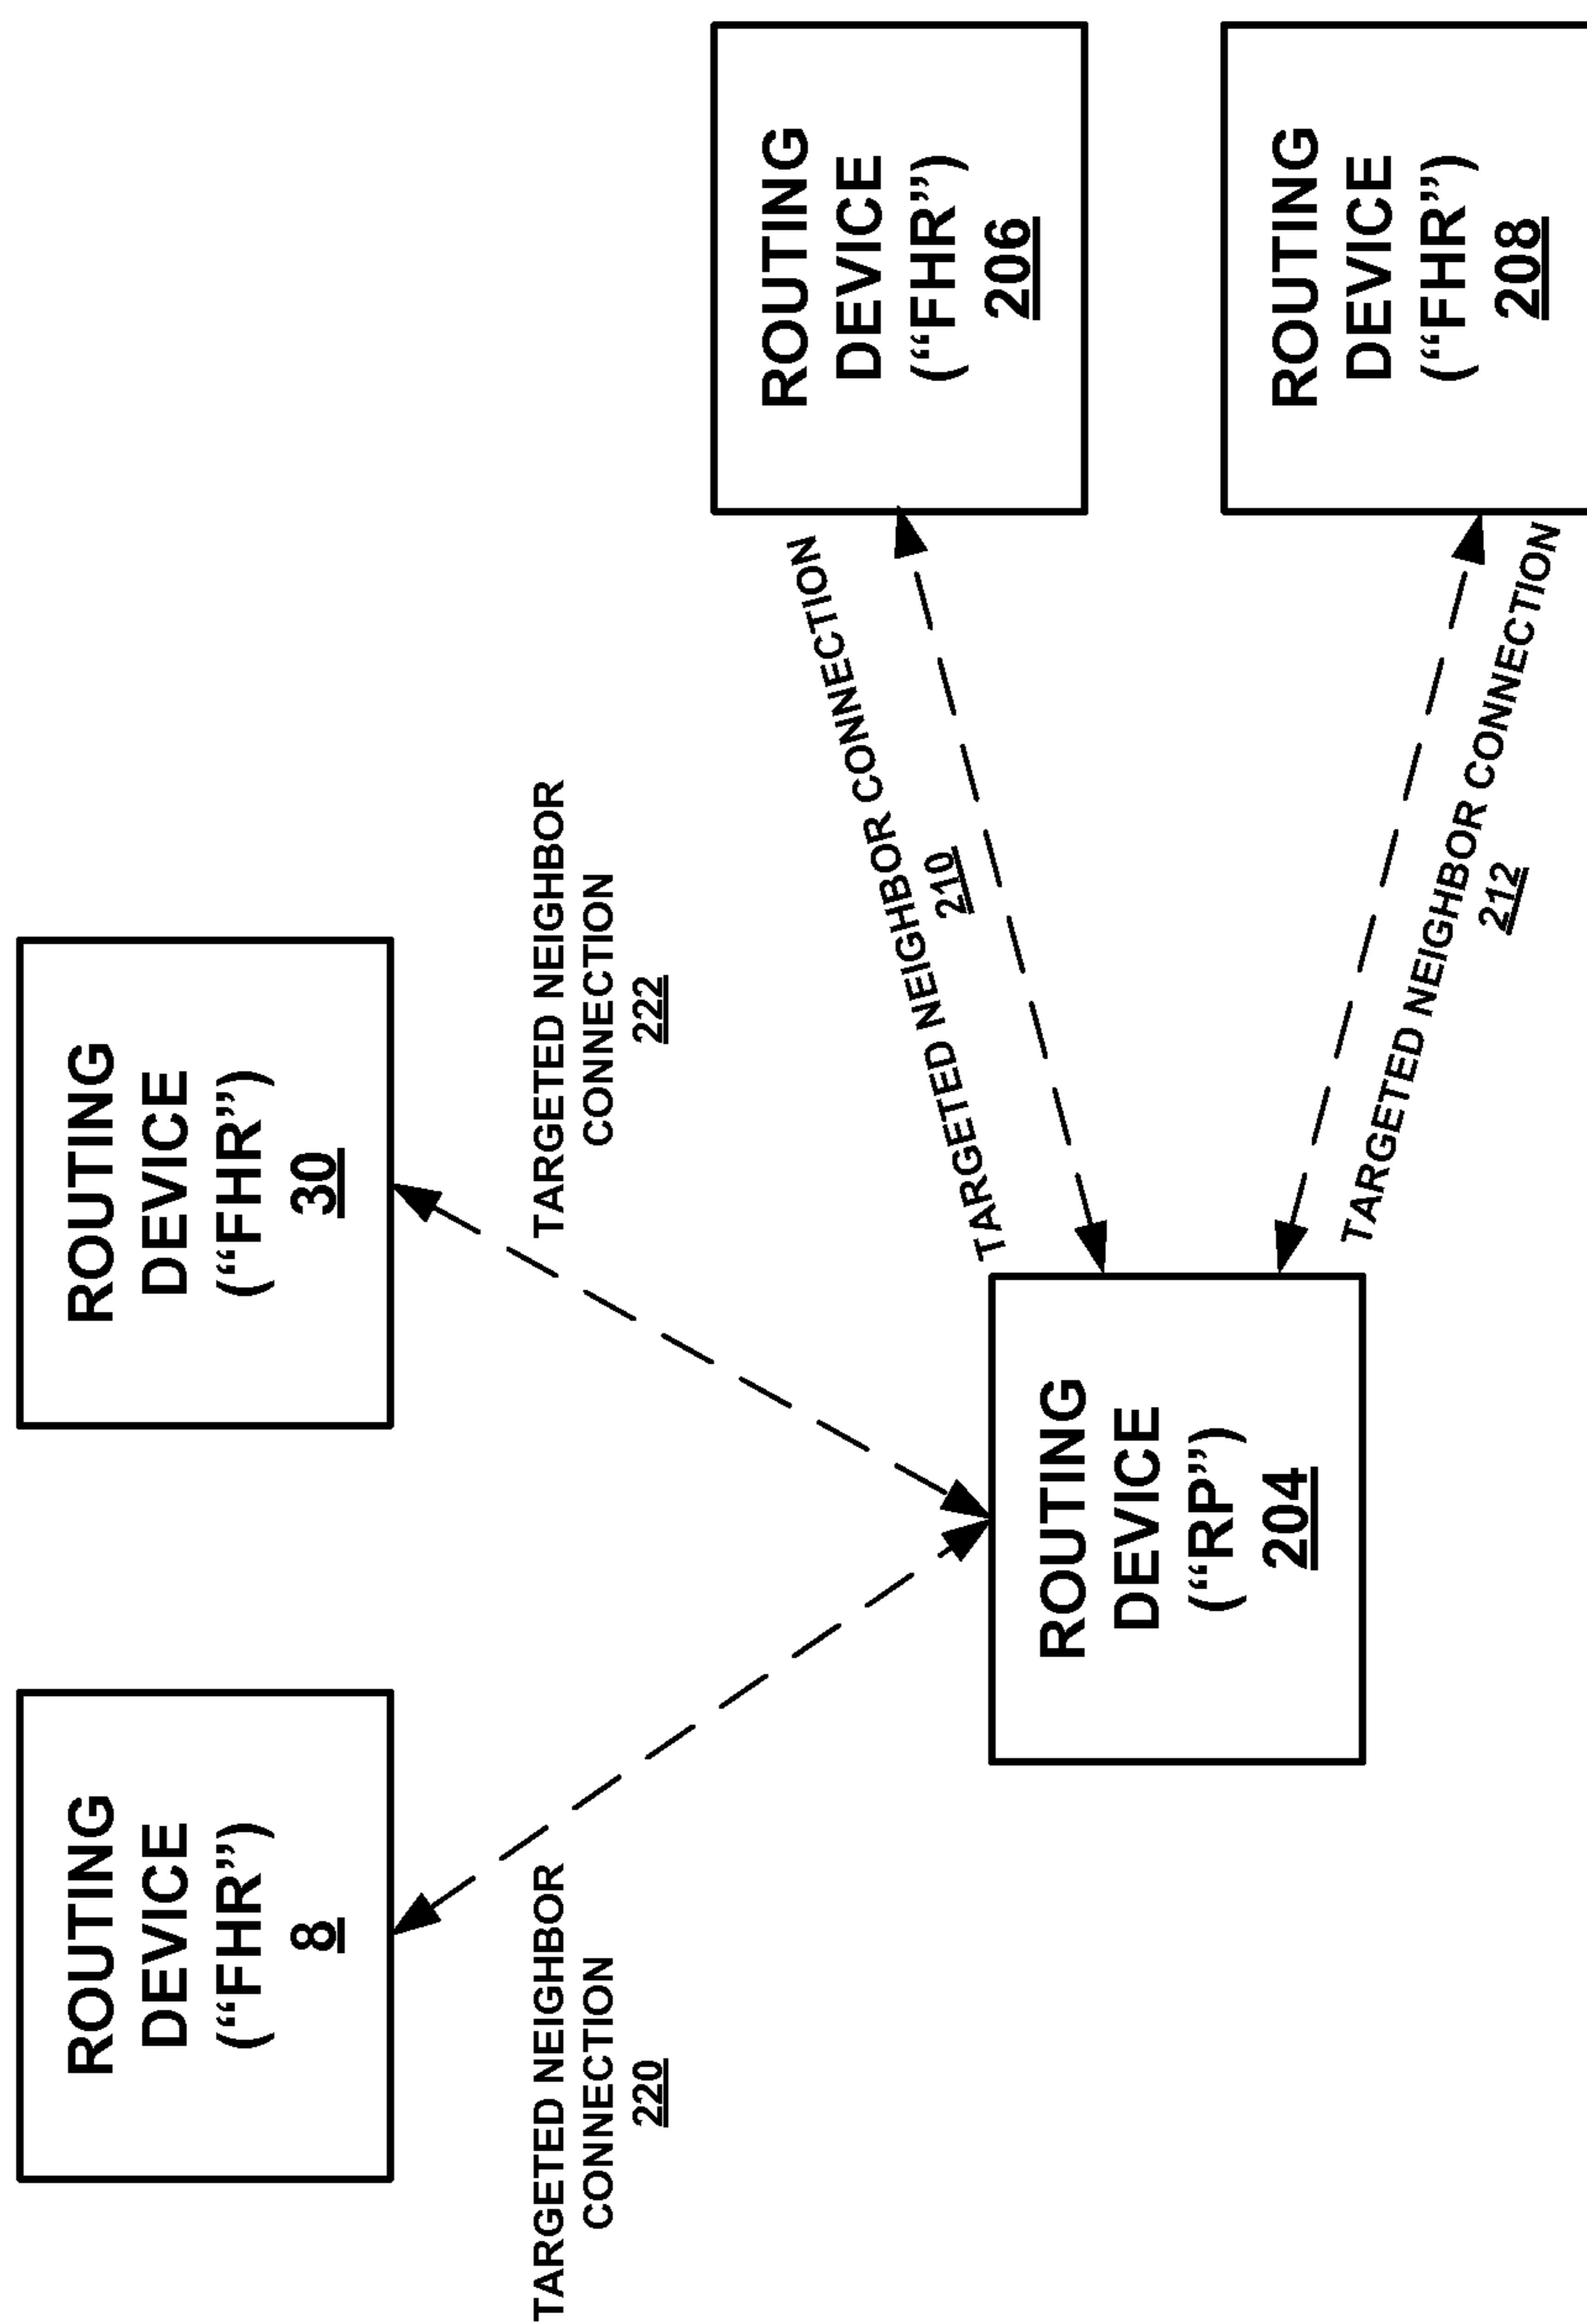 ROUTING
DEVICE
(“FHR”)
8
ROUTING
DEVICE
(“FHR”)
30
TARGETED NEIGHBOR
CONNECTION
220
TARGETED NEIGHBOR
CONNECTION
222
ROUTING
DEVICE
(“FHR”)
206
TARGETED NEIGHBOR CONNECTION
210
ROUTING
DEVICE
(“RP”)
204
TARGETED NEIGHBOR CONNECTION
212
ROUTING
DEVICE
(“FHR”)
208